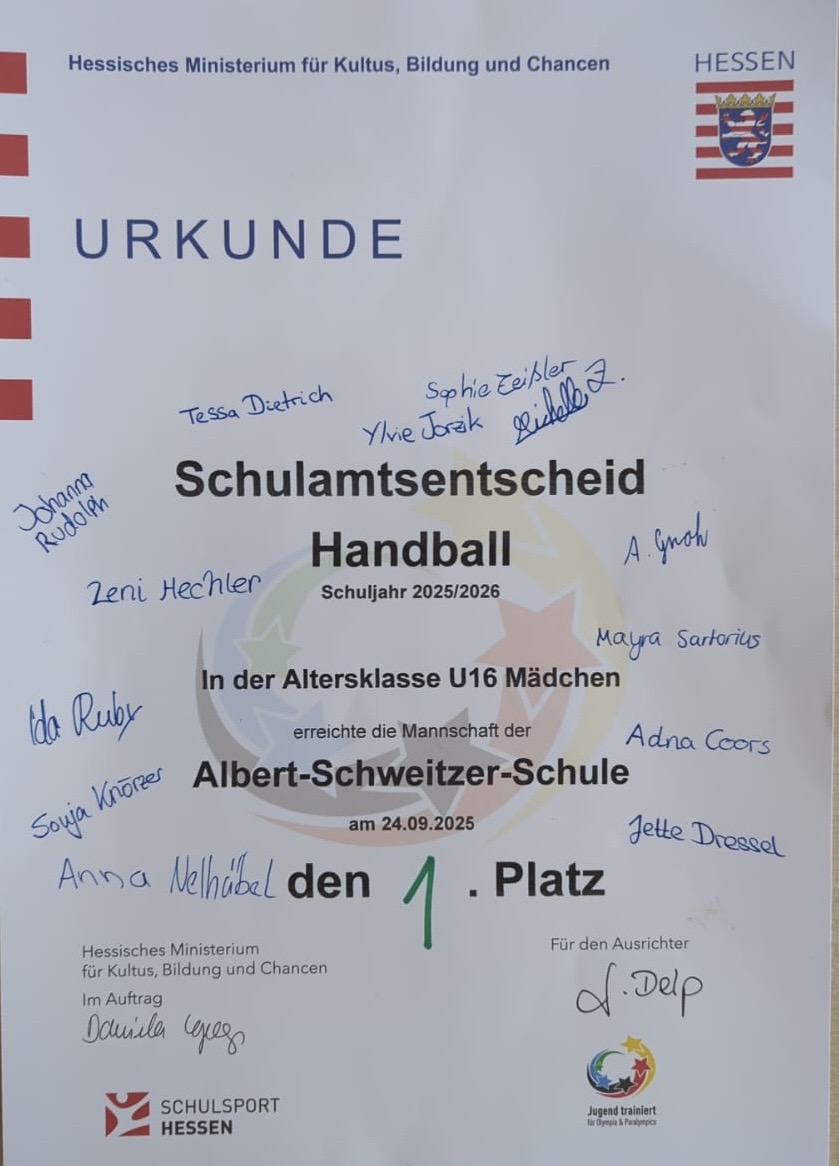 Hessisches Ministerium für Kultus, Bildung und Chancen
HESSEN
URKUNDE
Tessa Dietrich
Sophie Zeißler
Ylvie Jorzik
Michelle Z.
Schulamtsentscheid
Johanna
Rudolph
Handball
A.
Zeni Hechler
Schuljahr 2025/2026
Mayra Sartorius
In der Altersklasse U16 Mädchen
Ida Ruby
erreichte die Mannschaft der
Adna Coors
Albert-Schweitzer-Schule
Sonja Knörzer
am 24.09.2025
Jette Dressel
Anna Nelhübel
den 1. Platz
Hessisches Ministerium
für Kultus, Bildung und Chancen
Im Auftrag
Daniela
Für den Ausrichter
J. Delp
SCHULSPORT
HESSEN
Jugend trainiert
für Olympia & Paralympics